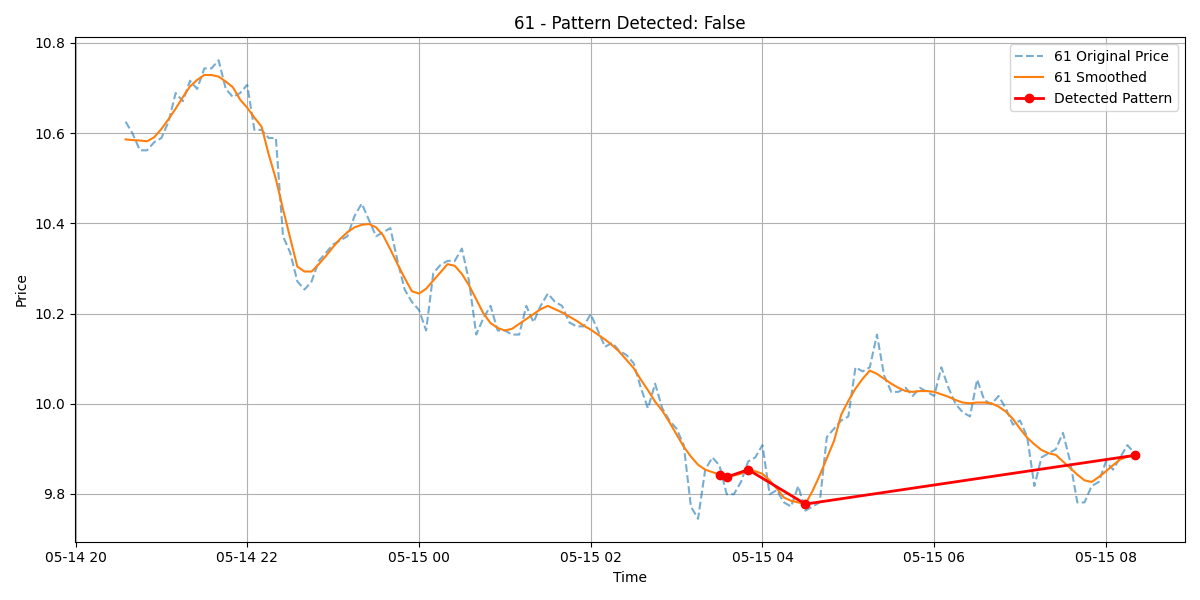 61 - Pattern Detected: False
61 Original Price
61 Smoothed
Detected Pattern
Price
10.8
10.6
10.4
10.2
10.0
9.8
05-14 20
05-14 22
05-15 00
05-15 02
05-15 04
05-15 06
05-15 08
Time